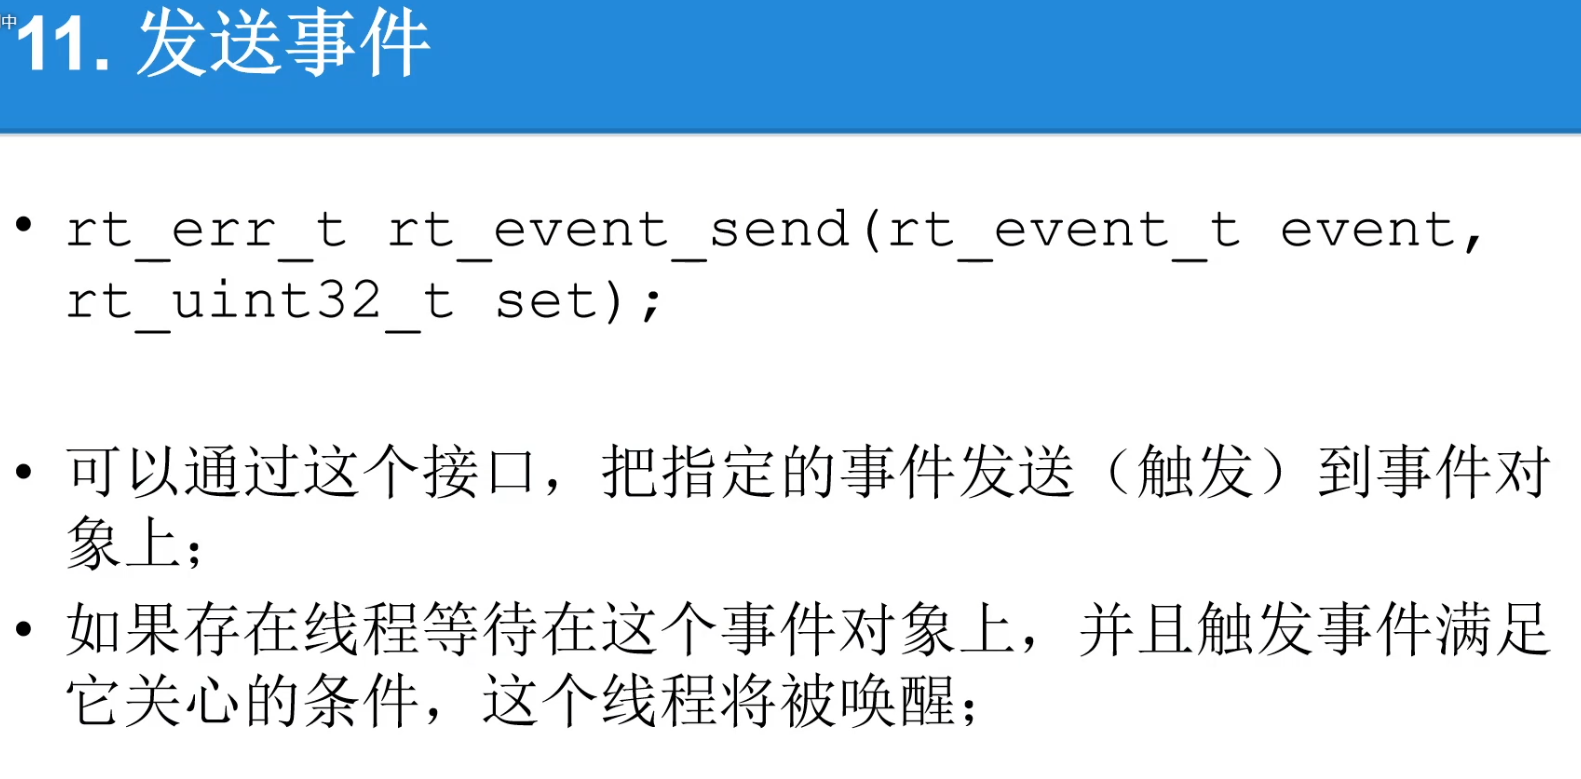 中
11. 发送事件
• rt_err_t rt_event_send(rt_event_t event,
rt_uint32_t set);
• 可以通过这个接口，把指定的事件发送（触发）到事件对
象上；
• 如果存在线程等待在这个事件对象上，并且触发事件满足
它关心的条件，这个线程将被唤醒；